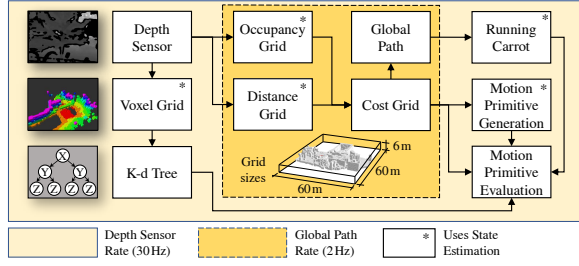 Depth
Sensor
*
Occupancy
Grid
Global
Path
*
Running
Carrot
*
Voxel Grid
*
Distance
Grid
Cost Grid
*
Motion
Primitive
Generation
X
Y Y
Z Z Z Z
K-d Tree
Grid
sizes
6 m
60 m
60 m
Motion
Primitive
Evaluation
Depth Sensor
Rate (30 Hz)
Global Path
Rate (2 Hz)
*
Uses State
Estimation